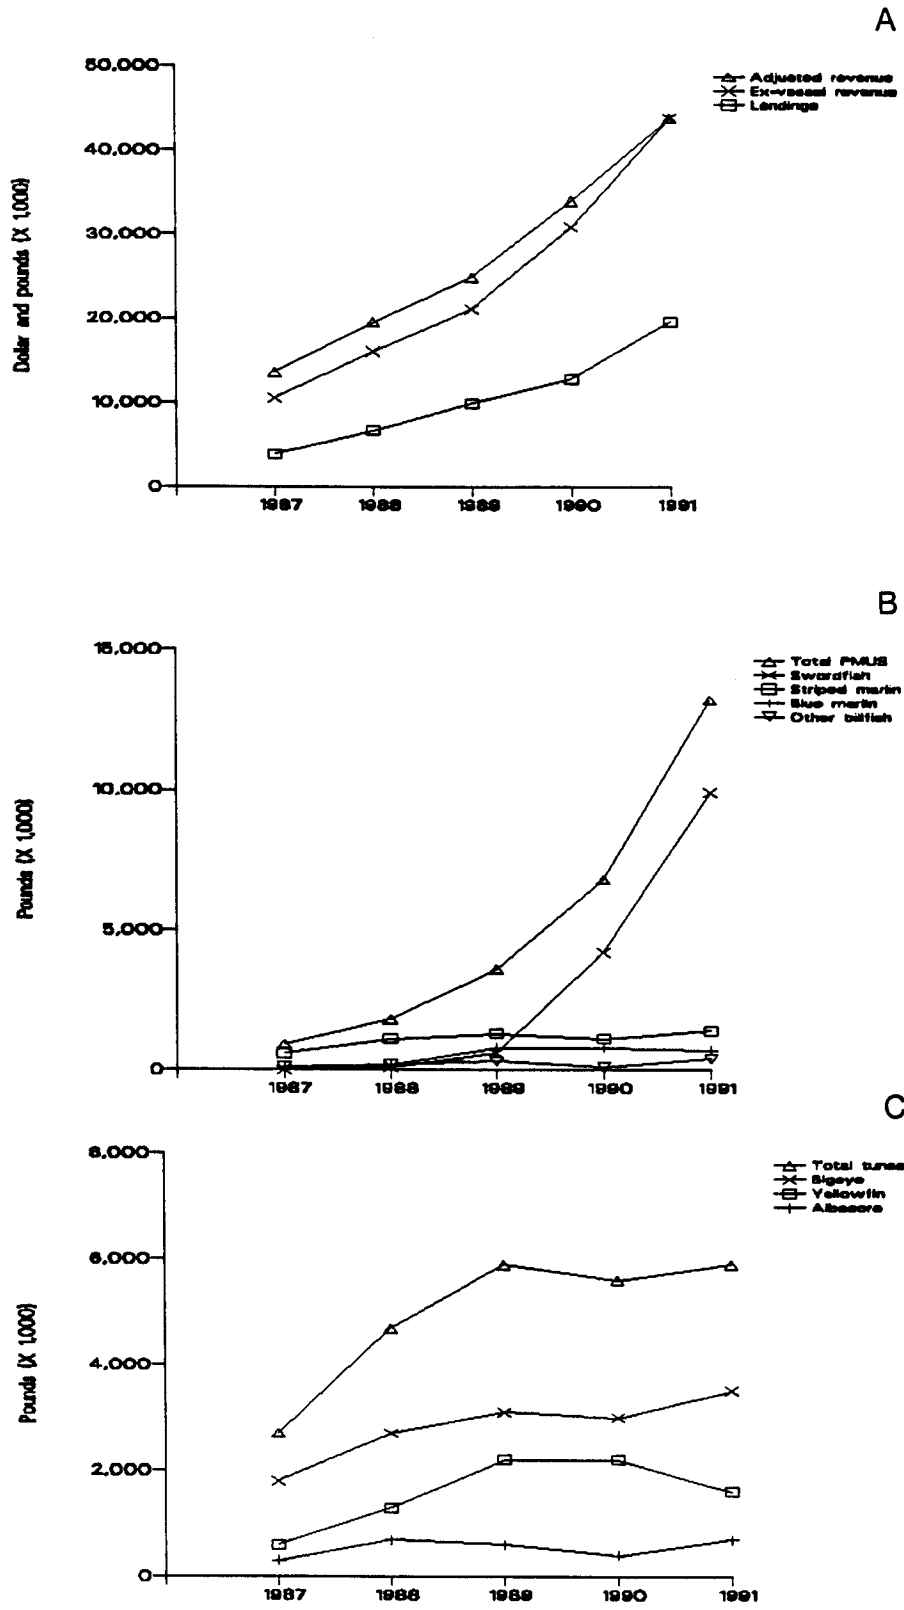 A
50,000
Adjusted revenue
Ex-vessel revenue
Landings
40,000
Dollar and pounds (X 1,000)
30,000
20,000
10,000
0
1987 1988 1989 1990 1991
B
15,000
Total PMUS
Swordfish
Striped marlin
Blue marlin
Other billfish
10,000
Pounds (X 1,000)
5,000
0
1987 1988 1989 1990 1991
C
8,000
Total tunas
Bigeye
Yellowfin
Albacore
6,000
Pounds (X 1,000)
4,000
2,000
0
1987 1988 1989 1990 1991